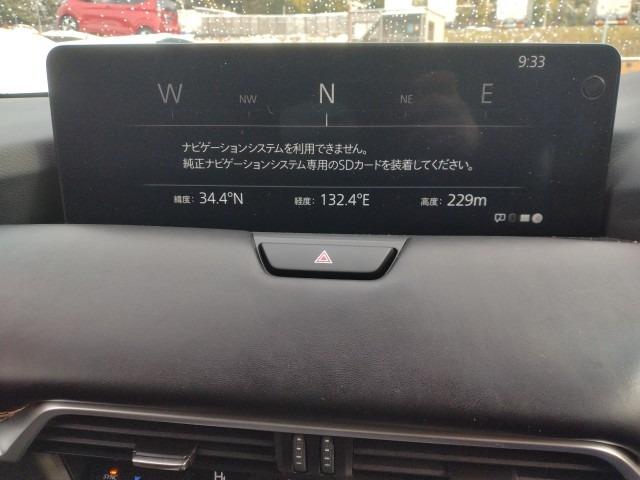 9:33
W NW N NE E
ナビゲーションシステムを利用できません。
純正ナビゲーションシステム専用のSDカードを装着してください。
緯度: 34.4°N 経度: 132.4°E 高度: 229m
SYNC